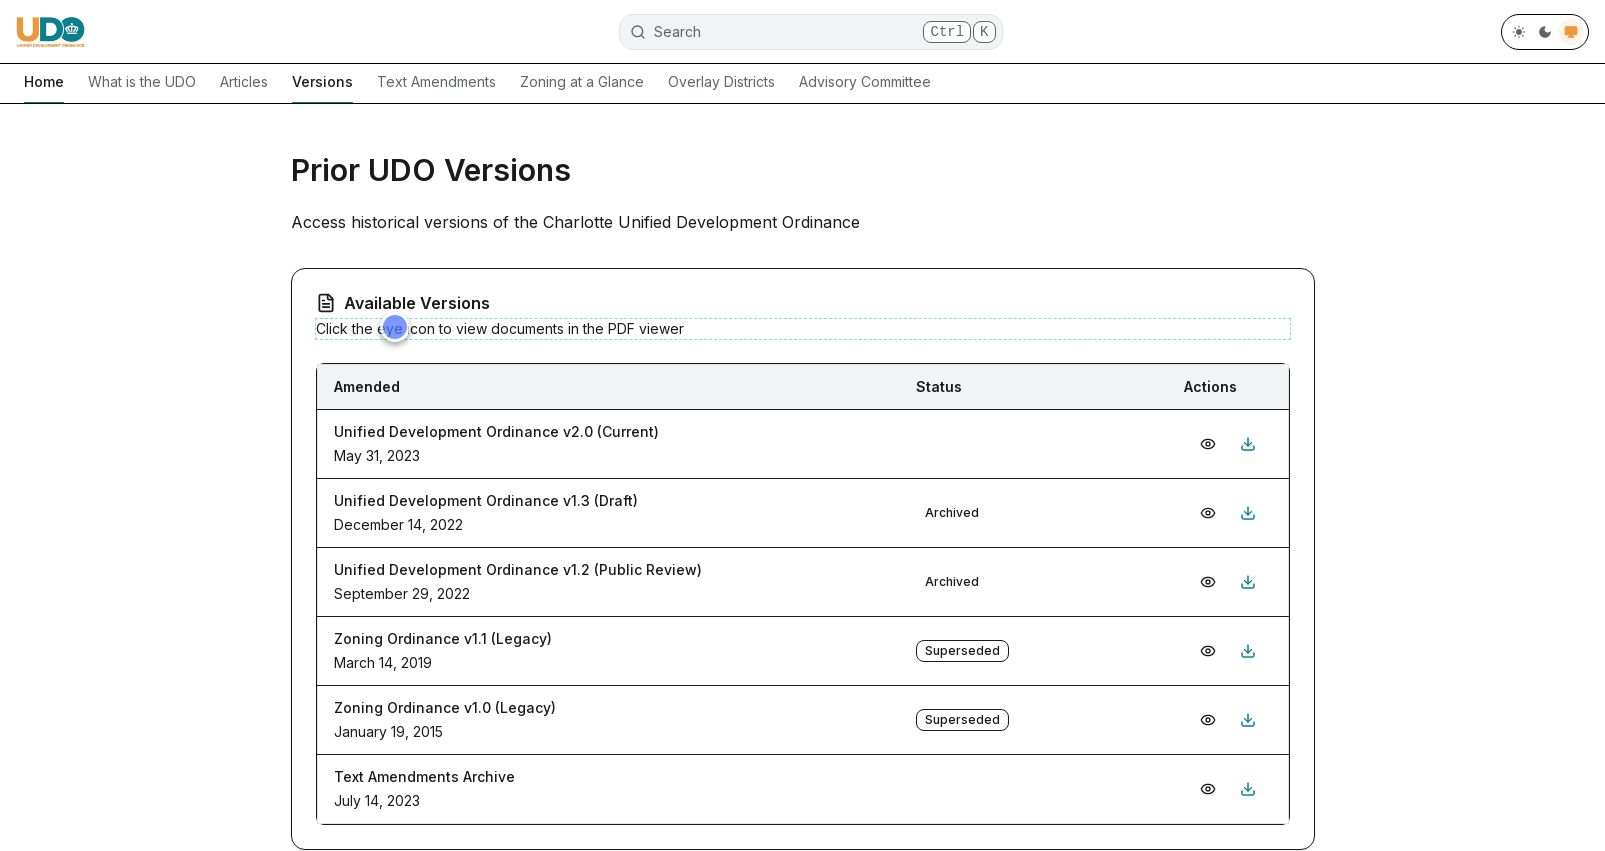 UDO
UNIFIED DEVELOPMENT ORDINANCE
Search
Ctrl K
Home
What is the UDO
Articles
Versions
Text Amendments
Zoning at a Glance
Overlay Districts
Advisory Committee
Prior UDO Versions
Access historical versions of the Charlotte Unified Development Ordinance
Available Versions
Click the eye icon to view documents in the PDF viewer
Amended Status Actions
Unified Development Ordinance v2.0 (Current)
May 31, 2023
Unified Development Ordinance v1.3 (Draft)
December 14, 2022
Archived
Unified Development Ordinance v1.2 (Public Review)
September 29, 2022
Archived
Zoning Ordinance v1.1 (Legacy)
March 14, 2019
Superseded
Zoning Ordinance v1.0 (Legacy)
January 19, 2015
Superseded
Text Amendments Archive
July 14, 2023